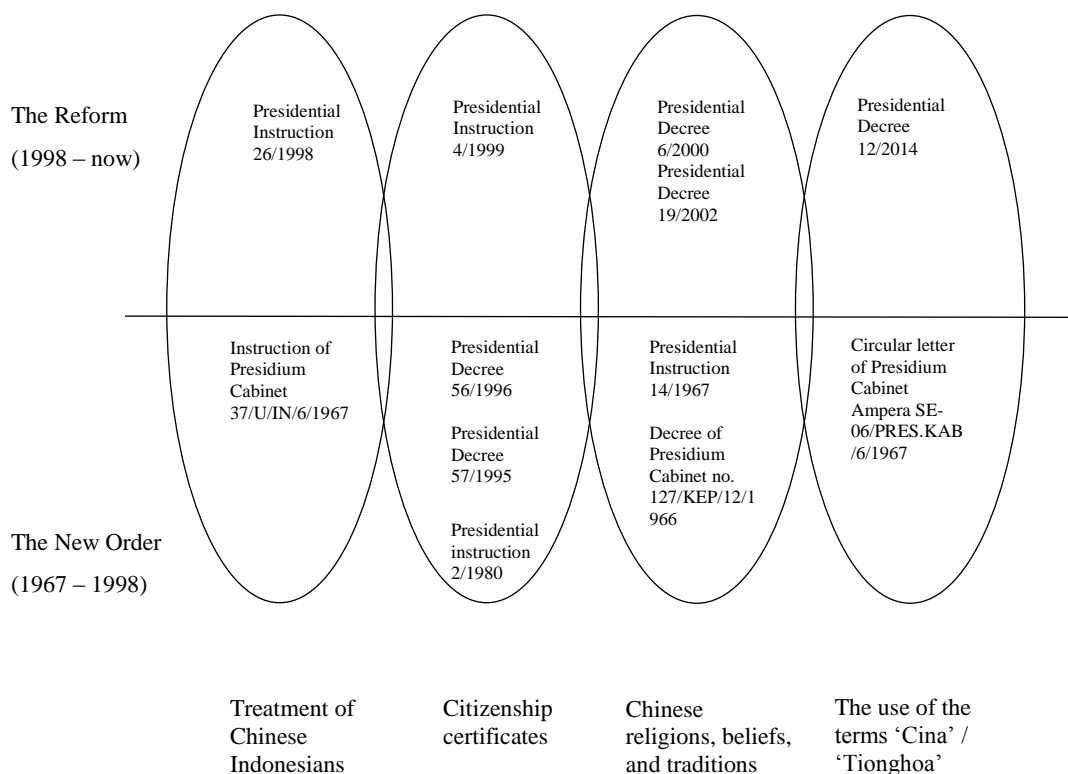 The Reform
(1998 – now)
Presidential
Instruction
26/1998
Presidential
Instruction
4/1999
Presidential
Decree
6/2000
Presidential
Decree
19/2002
Presidential
Decree
12/2014
The New Order
(1967 – 1998)
Instruction of
Presidium
Cabinet
37/U/IN/6/1967
Presidential
Decree
56/1996
Presidential
Decree
57/1995
Presidential
instruction
2/1980
Presidential
Instruction
14/1967
Decree of
Presidium
Cabinet no.
127/KEP/12/1
966
Circular letter
of Presidium
Cabinet
Ampera SE-
06/PRES.KAB
/6/1967
Treatment of
Chinese
Indonesians
Citizenship
certificates
Chinese
religions, beliefs,
and traditions
The use of the
terms ‘Cina’ /
‘Tionghoa’